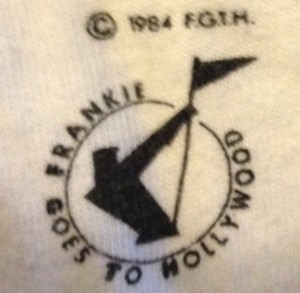 © 1984 F.G.T.H.
FRANKIE GOES TO HOLLYWOOD